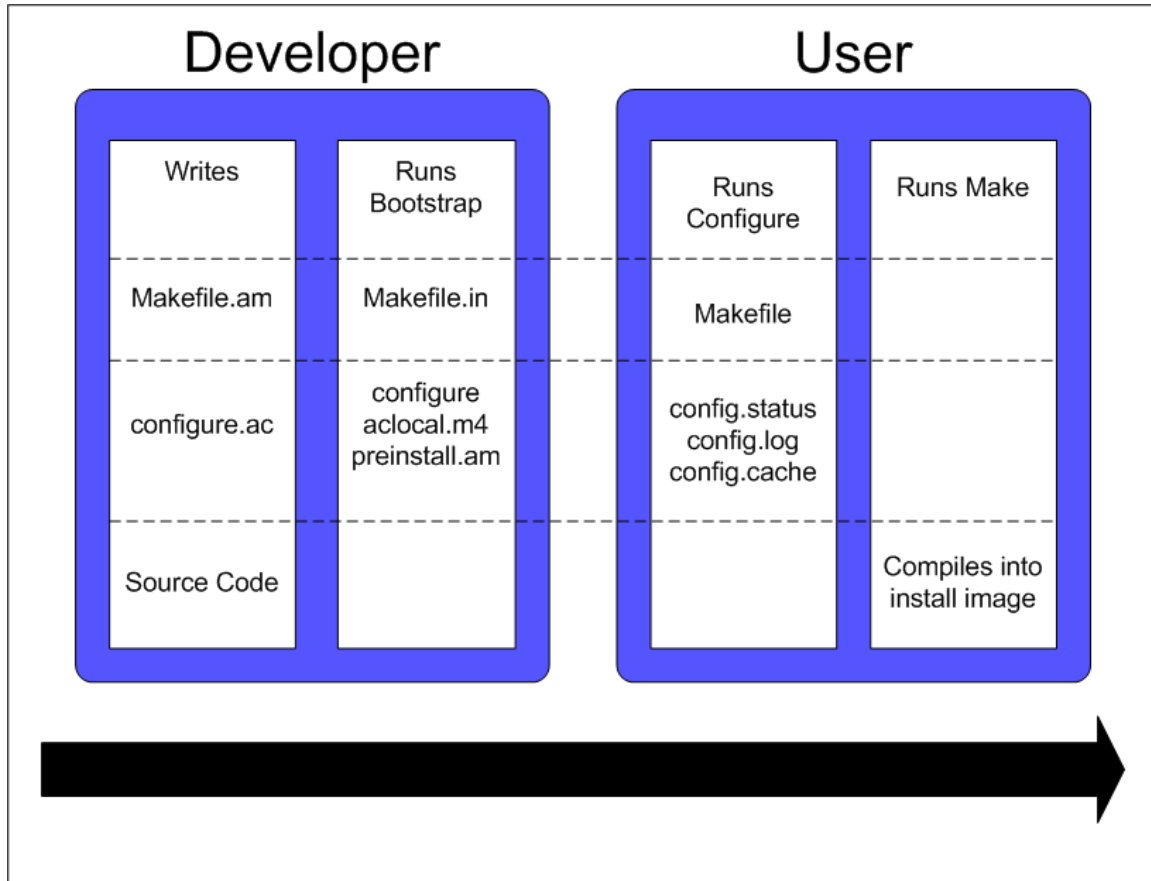 Developer
User
Writes
Runs
Bootstrap
Runs
Configure
Runs Make
Makefile.am
Makefile.in
Makefile
configure.ac
configure
aclocal.m4
preinstall.am
config.status
config.log
config.cache
Source Code
Compiles into
install image